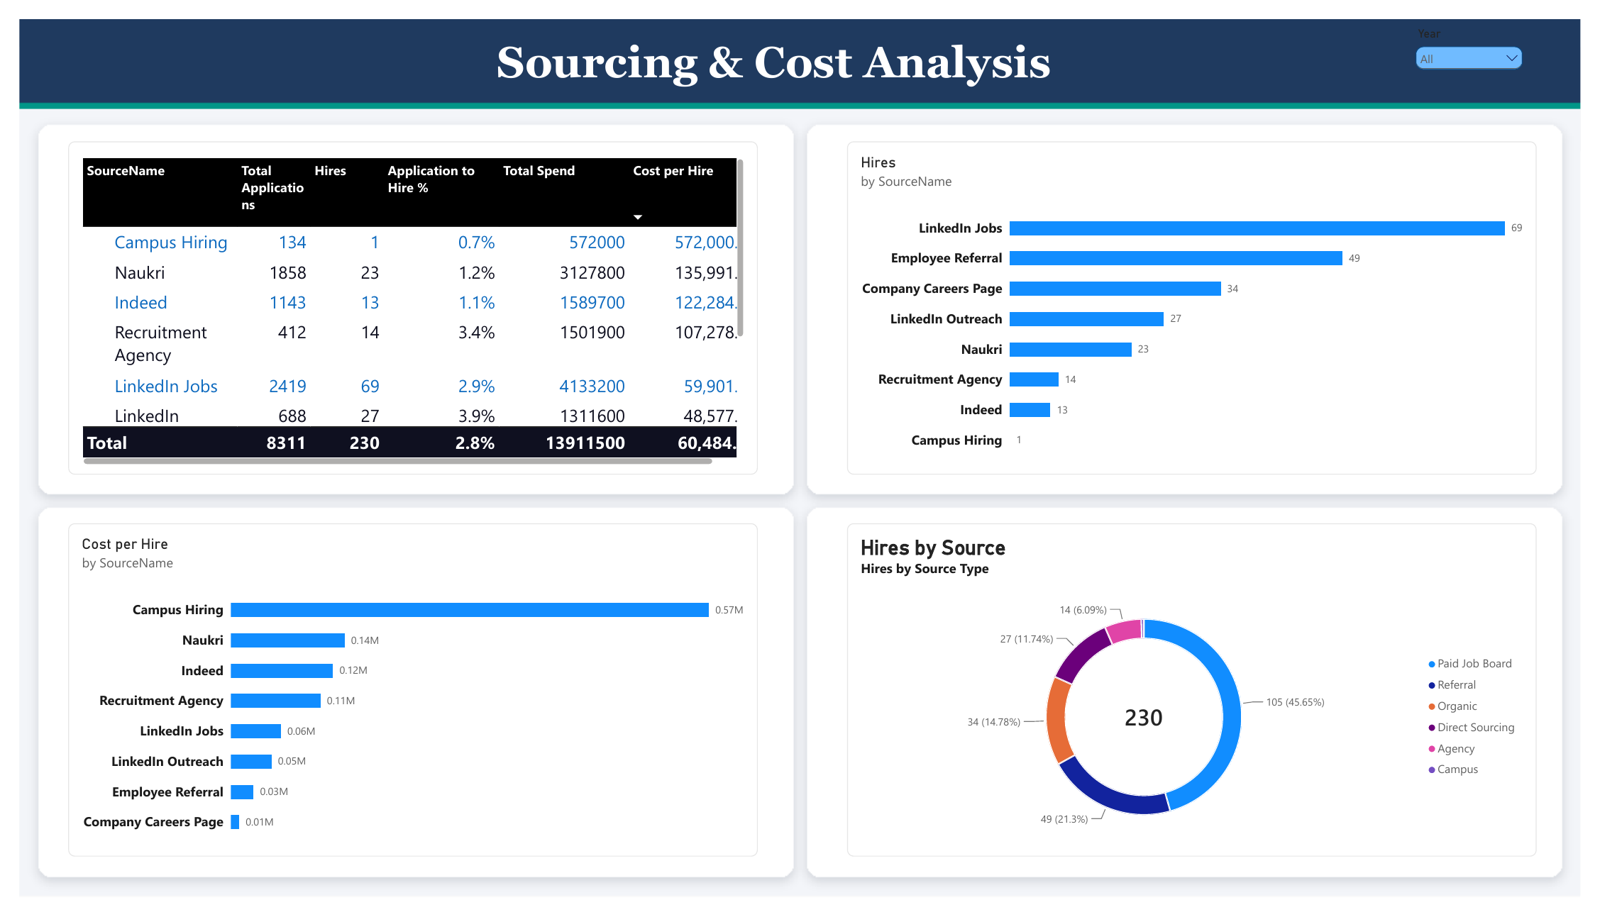 Sourcing & Cost Analysis
Year
All
SourceName Total Applicatio ns Hires Application to Hire % Total Spend Cost per Hire
Campus Hiring 134 1 0.7% 572000 572,000.
Naukri 1858 23 1.2% 3127800 135,991.
Indeed 1143 13 1.1% 1589700 122,284.
Recruitment Agency 412 14 3.4% 1501900 107,278.
LinkedIn Jobs 2419 69 2.9% 4133200 59,901.
LinkedIn 688 27 3.9% 1311600 48,577.
Total 8311 230 2.8% 13911500 60,484.
Hires
by SourceName
LinkedIn Jobs 69
Employee Referral 49
Company Careers Page 34
LinkedIn Outreach 27
Naukri 23
Recruitment Agency 14
Indeed 13
Campus Hiring 1
Cost per Hire
by SourceName
Campus Hiring 0.57M
Naukri 0.14M
Indeed 0.12M
Recruitment Agency 0.11M
LinkedIn Jobs 0.06M
LinkedIn Outreach 0.05M
Employee Referral 0.03M
Company Careers Page 0.01M
Hires by Source
Hires by Source Type
14 (6.09%)
27 (11.74%)
34 (14.78%)
49 (21.3%)
105 (45.65%)
230
Paid Job Board
Referral
Organic
Direct Sourcing
Agency
Campus